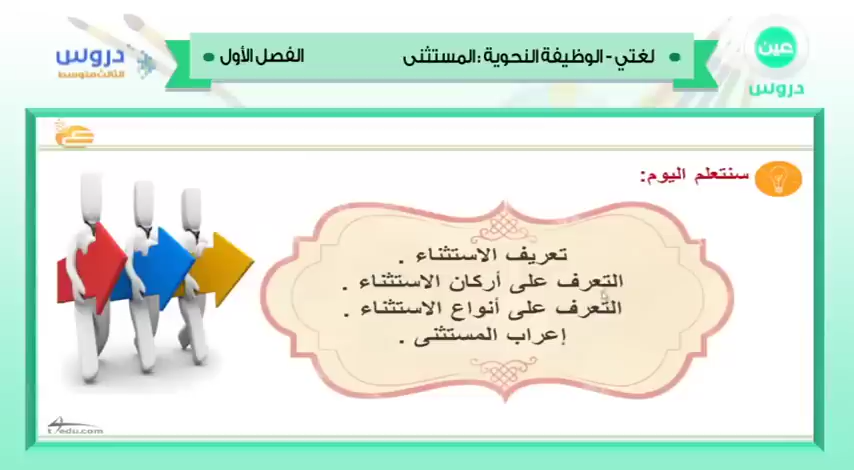 لغتي - الوظيفة النحوية : المستثنى
الفصل الأول
عين
دروس
دروس
الثالث متوسط
سنتعلم اليوم:
تعريف الاستثناء .
التعرف على أركان الاستثناء .
التعرف على أنواع الاستثناء .
إعراب المستثنى .
t4edu.com